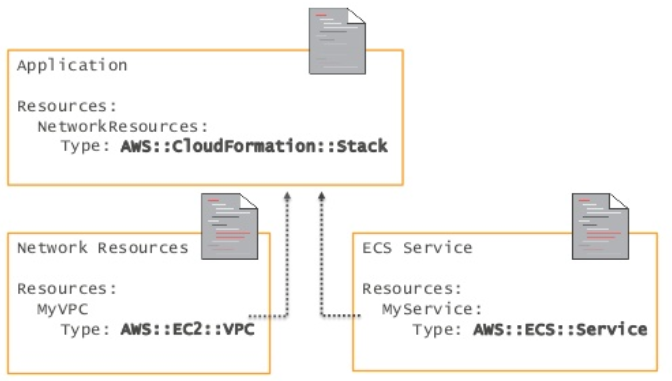 Application
Resources:
NetworkResources:
Type: AWS::CloudFormation::Stack
Network Resources
Resources:
MyVPC
Type: AWS::EC2::VPC
ECS Service
Resources:
MyService:
Type: AWS::ECS::Service